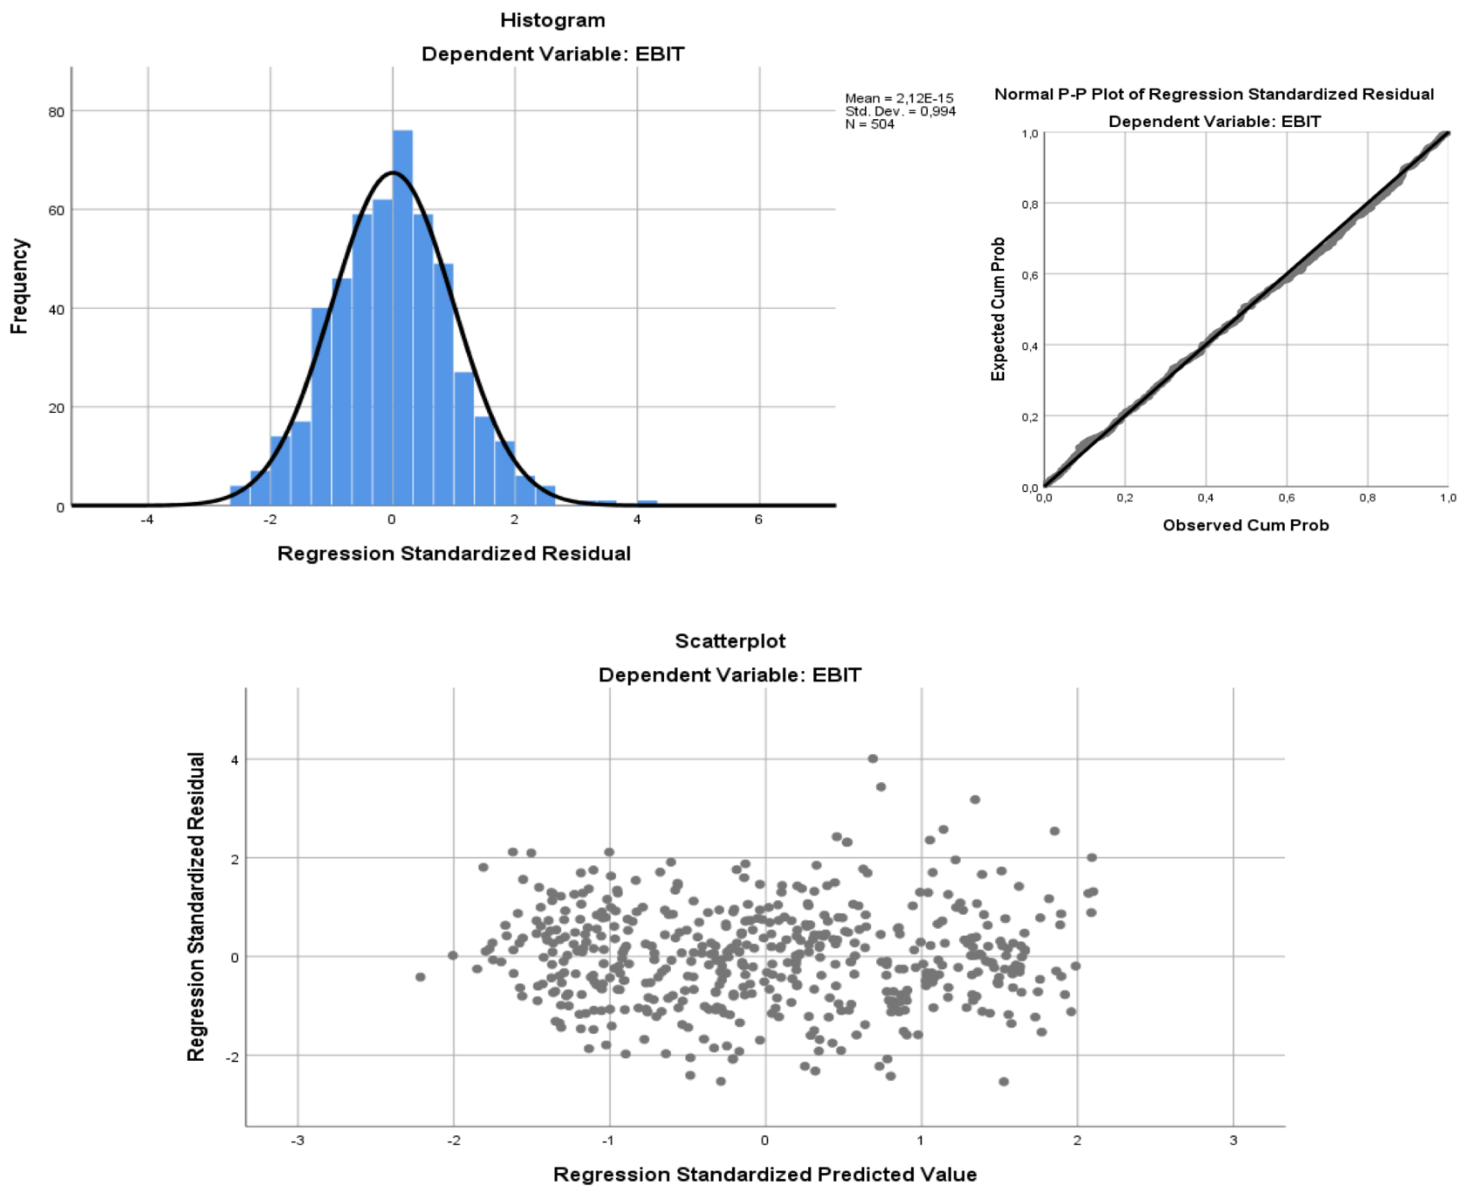 Histogram
Dependent Variable: EBIT
Mean = 2,12E-15
Std. Dev. = 0,994
N = 504
Frequency
80
60
40
20
0
-4
-2
0
2
4
6
Regression Standardized Residual
Normal P-P Plot of Regression Standardized Residual
Dependent Variable: EBIT
Expected Cum Prob
1,0
0,8
0,6
0,4
0,2
0,0
0,0
0,2
0,4
0,6
0,8
1,0
Observed Cum Prob
Scatterplot
Dependent Variable: EBIT
Regression Standardized Residual
4
2
0
-2
-3
-2
-1
0
1
2
3
Regression Standardized Predicted Value